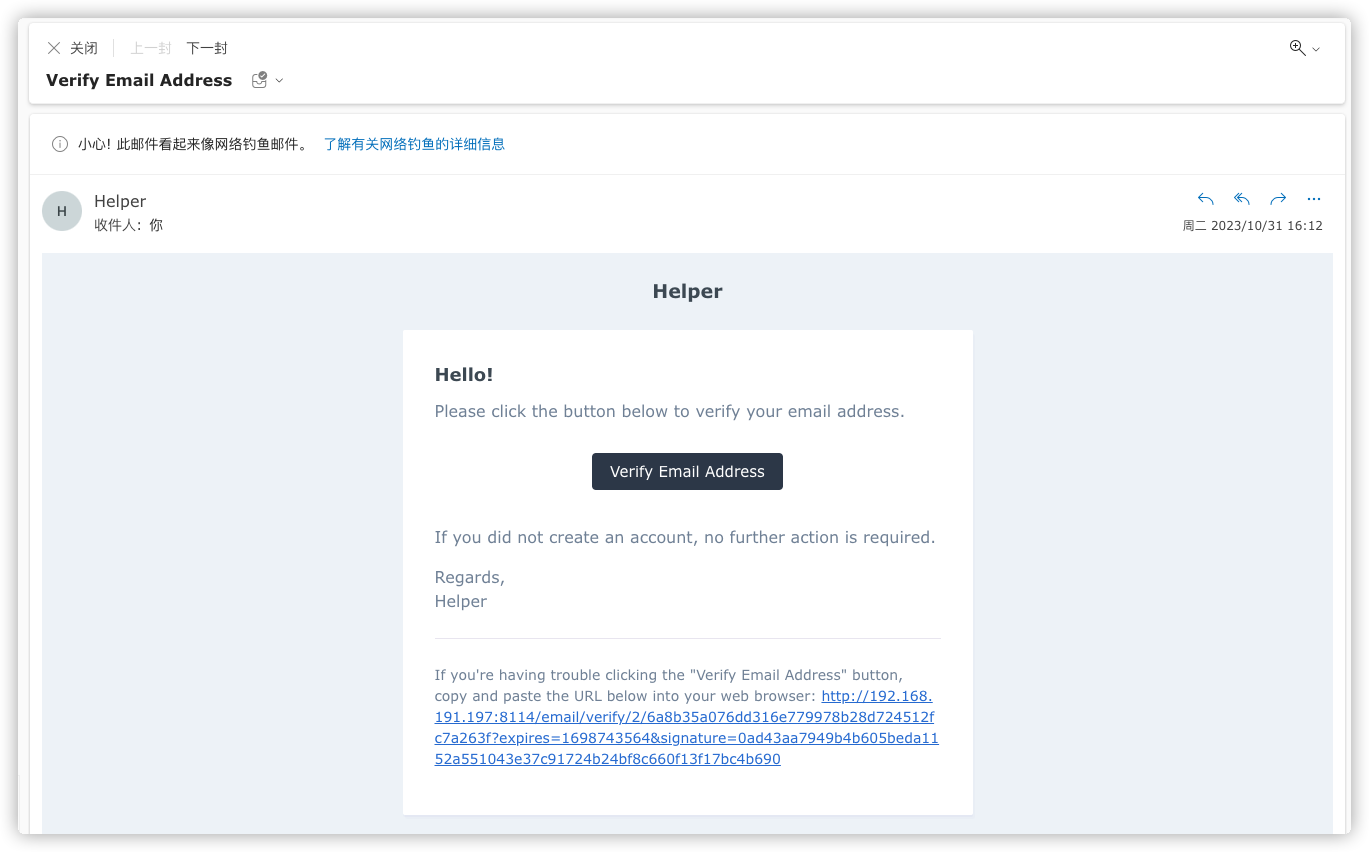 关闭 上一封 下一封
Verify Email Address
小心! 此邮件看起来像网络钓鱼邮件。 了解有关网络钓鱼的详细信息
H
Helper
收件人：你
周二 2023/10/31 16:12
Helper
Hello!
Please click the button below to verify your email address.
Verify Email Address
If you did not create an account, no further action is required.
Regards,
Helper
If you're having trouble clicking the "Verify Email Address" button,
copy and paste the URL below into your web browser: http://192.168.
191.197:8114/email/verify/2/6a8b35a076dd316e779978b28d724512f
c7a263f?expires=1698743564&signature=0ad43aa7949b4b605beda11
52a551043e37c91724b24bf8c660f13f17bc4b690